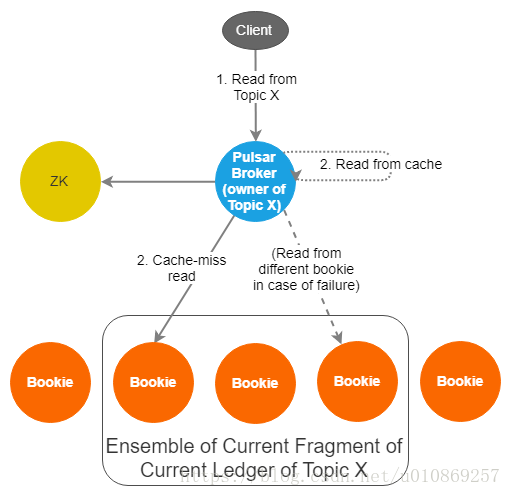 Client
1. Read from
Topic X
Pulsar
Broker
(owner of
Topic X)
2. Read from cache
ZK
2. Cache-miss
read
(Read from
different bookie
in case of failure)
Bookie
Bookie
Bookie
Bookie
Bookie
Ensemble of Current Fragment of
Current Ledger of Topic X
https://blog.csdn.net/u010869257